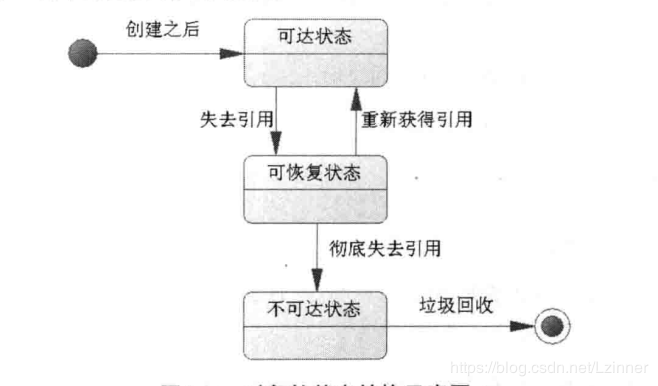 创建之后
可达状态
失去引用
重新获得引用
可恢复状态
彻底失去引用
不可达状态
垃圾回收
https://blog.csdn.net/Lzinner